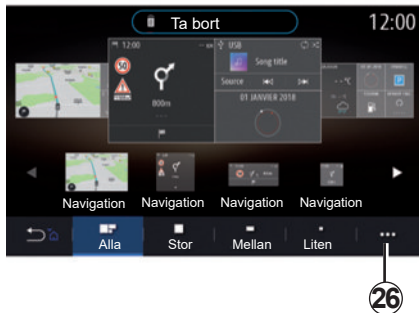 Ta bort
12:00
12:00
USB
50
Song title
Source
800m
01 JANVIER 2018
Navigation Navigation Navigation Navigation
Alla Stor Mellan Liten
26